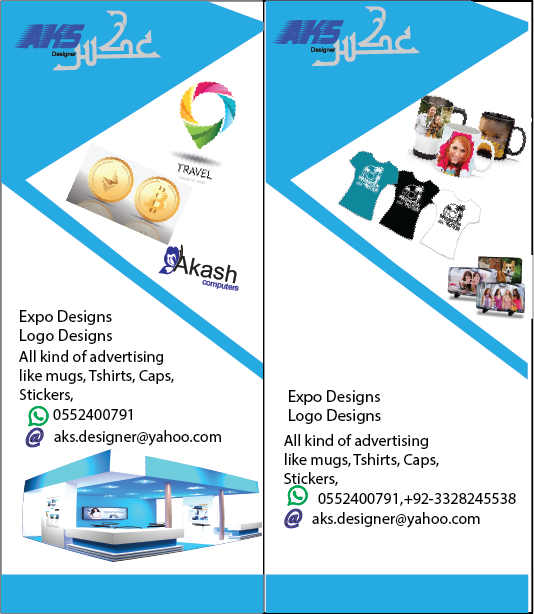 AKS
Designer
عكس
TRAVEL
Akash
computers
Expo Designs
Logo Designs
All kind of advertising
like mugs, Tshirts, Caps,
Stickers,
0552400791
@ aks.designer@yahoo.com
AKS
Designer
عكس
Expo Designs
Logo Designs
All kind of advertising
like mugs, Tshirts, Caps,
Stickers,
0552400791,+92-3328245538
@ aks.designer@yahoo.com